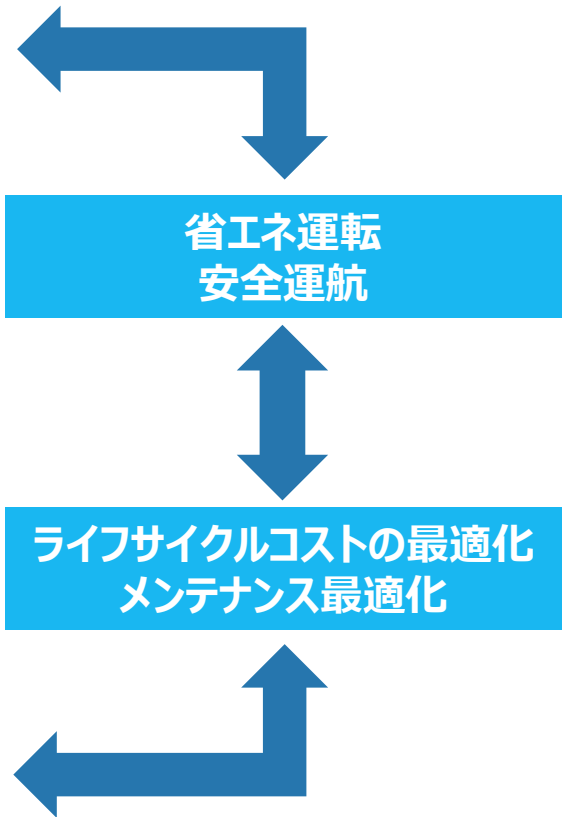 省エネ運転
安全運航
ライフサイクルコストの最適化
メンテナンス最適化